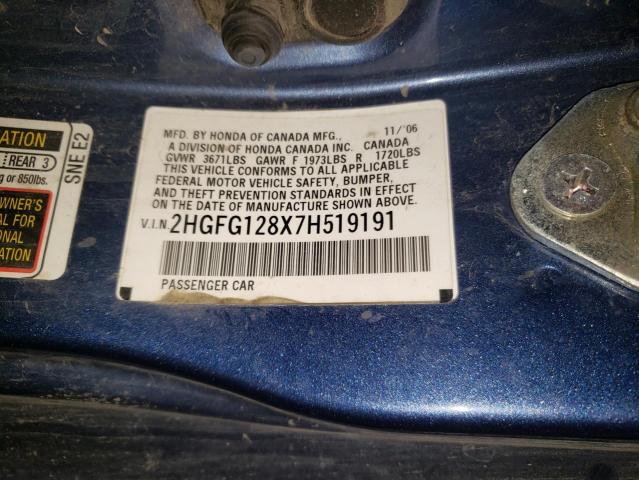 MFD. BY HONDA OF CANADA MFG., 11/'06
A DIVISION OF HONDA CANADA INC. CANADA
GVWR 3671LBS GAWR F 1973LBS R 1720LBS
THIS VEHICLE CONFORMS TO ALL APPLICABLE
FEDERAL MOTOR VEHICLE SAFETY, BUMPER,
AND THEFT PREVENTION STANDARDS IN EFFECT
ON THE DATE OF MANUFACTURE SHOWN ABOVE.
V.I.N. 2HGFG128X7H519191
PASSENGER CAR
ATION
REAR 3
g or 850lbs.
WNER'S
AL FOR
ONAL
ATION
SNE E2